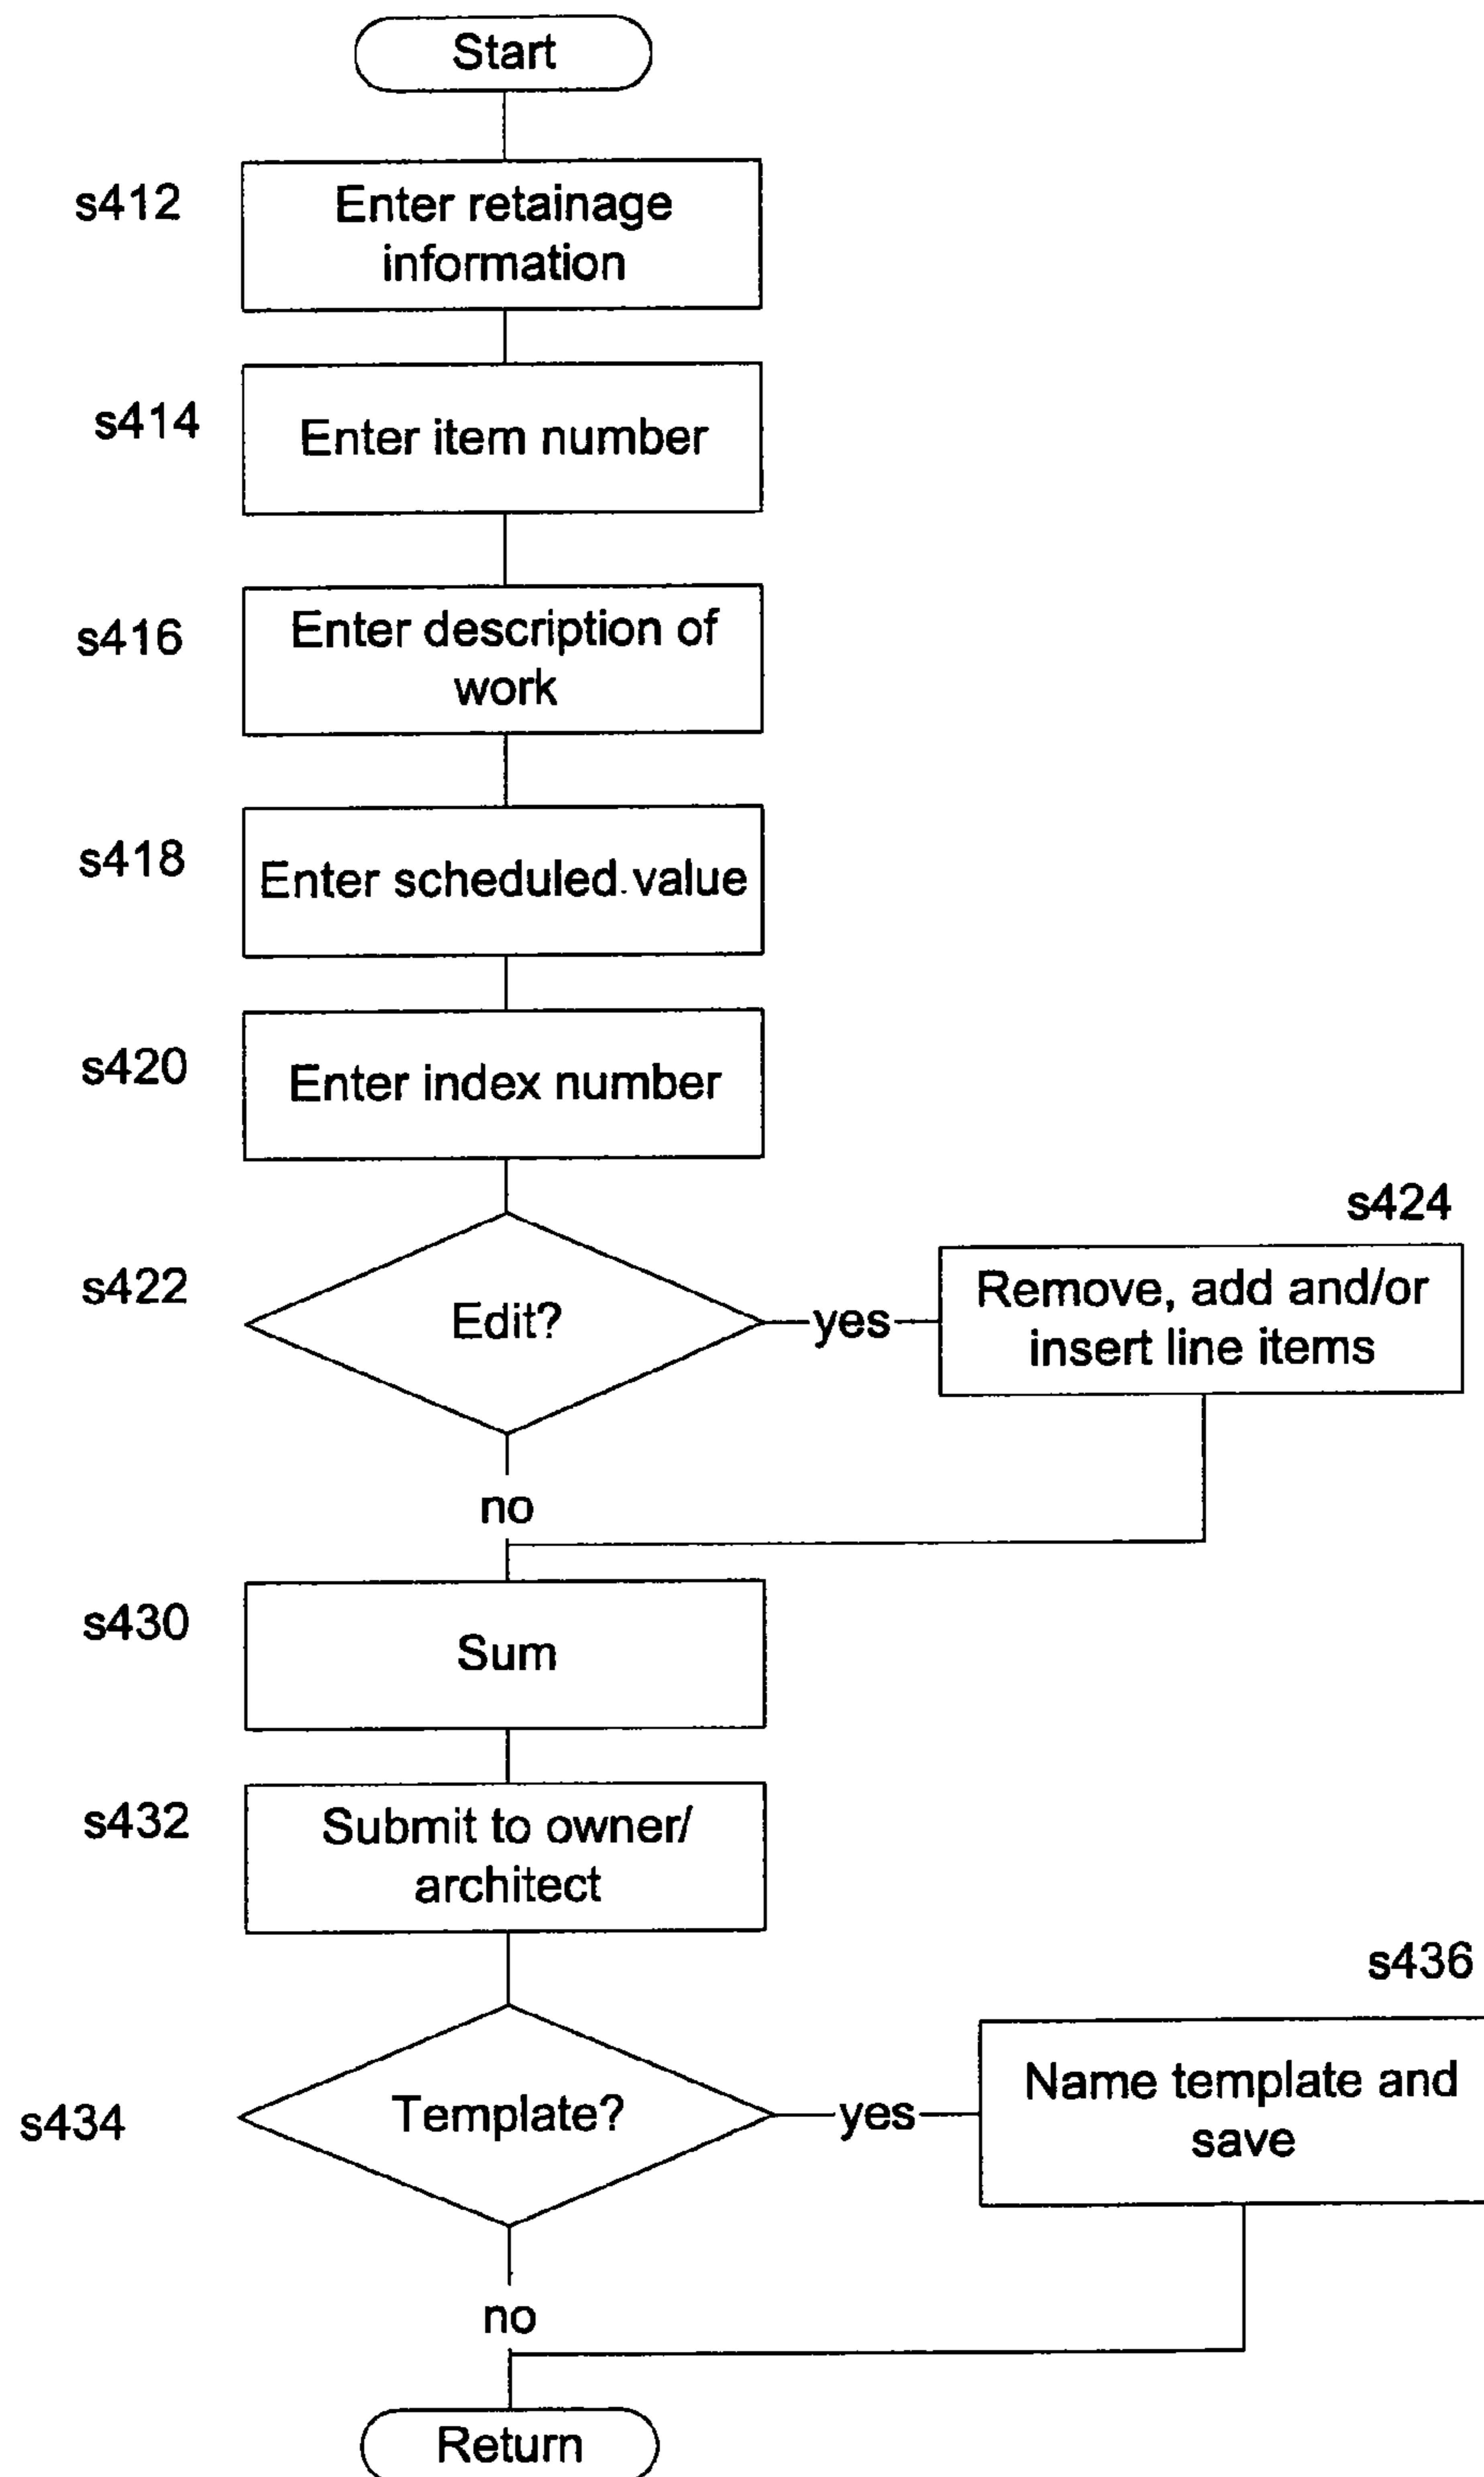 Start
s412
Enter retainage
information
s414
Enter item number
s416
Enter description of
work
s418
Enter scheduled value
s420
Enter index number
s422
Edit?
yes
s424
Remove, add and/or
insert line items
no
s430
Sum
s432
Submit to owner/
architect
s434
Template?
yes
s436
Name template and
save
no
Return